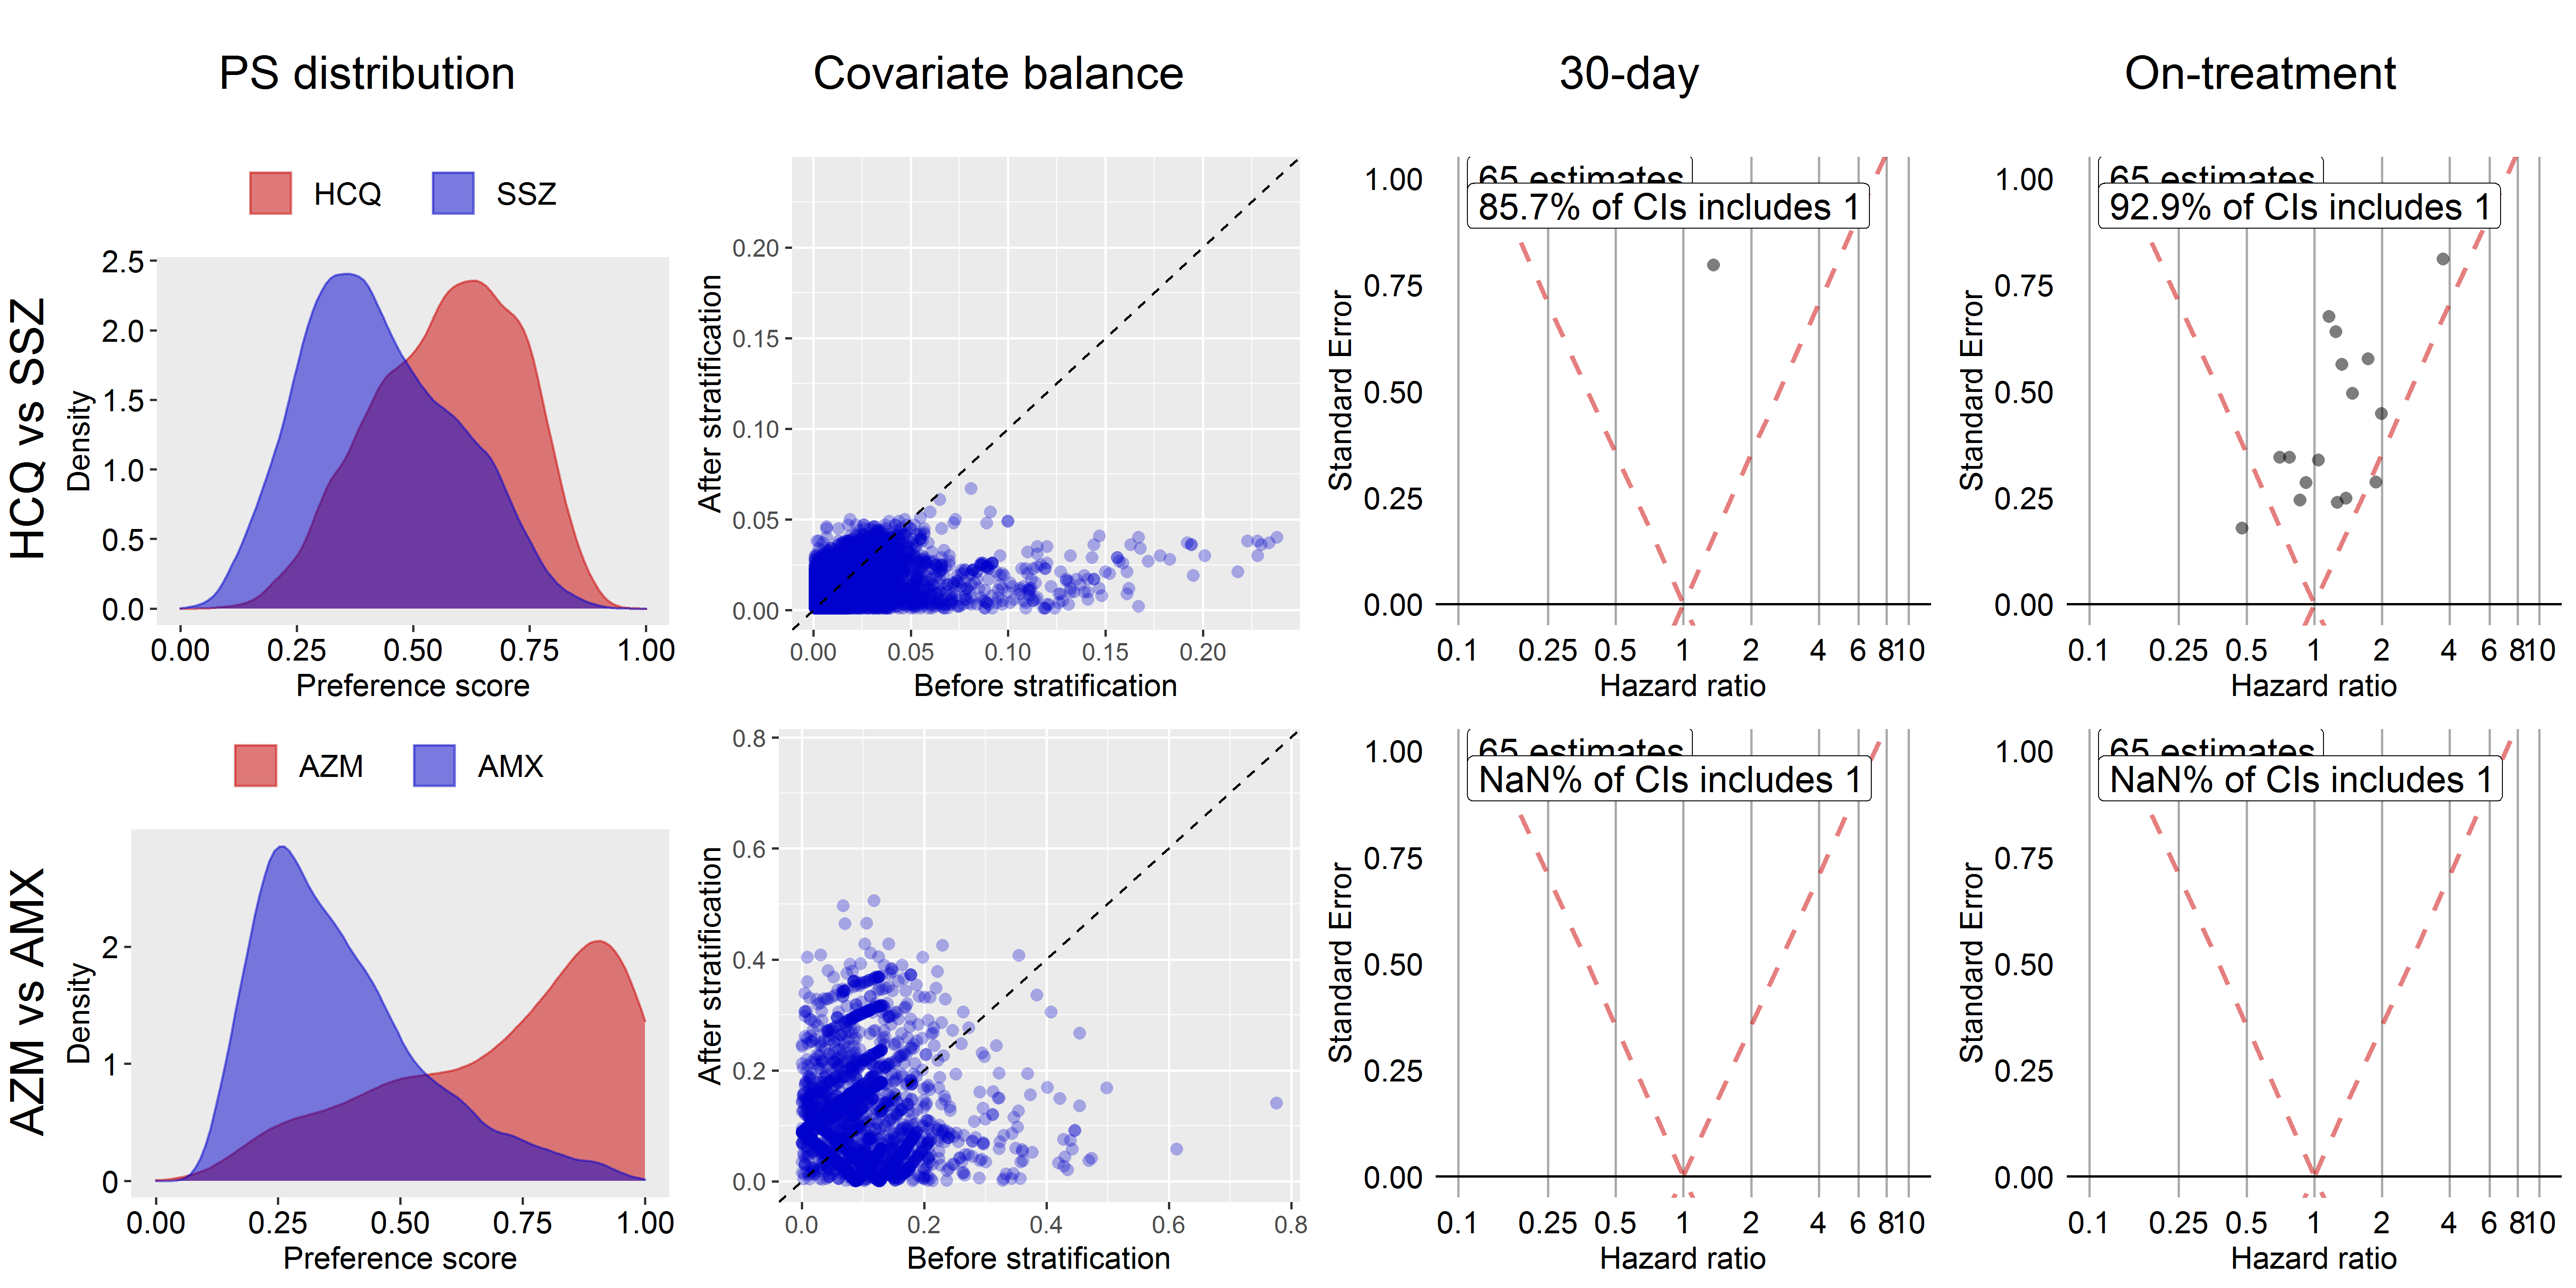 PS distribution
Covariate balance
30-day
On-treatment
HCQ vs SSZ
HCQ
SSZ
Density
2.5
2.0
1.5
1.0
0.5
0.0
0.00 0.25 0.50 0.75 1.00
Preference score
After stratification
0.20
0.15
0.10
0.05
0.00
0.00 0.05 0.10 0.15 0.20
Before stratification
Standard Error
1.00
0.75
0.50
0.25
0.00
65 estimates
85.7% of CIs includes 1
0.1 0.25 0.5 1 2 4 6 8 10
Hazard ratio
Standard Error
1.00
0.75
0.50
0.25
0.00
65 estimates
92.9% of CIs includes 1
0.1 0.25 0.5 1 2 4 6 8 10
Hazard ratio
AZM vs AMX
AZM
AMX
Density
2
1
0
0.00 0.25 0.50 0.75 1.00
Preference score
After stratification
0.8
0.6
0.4
0.2
0.0
0.0 0.2 0.4 0.6 0.8
Before stratification
Standard Error
1.00
0.75
0.50
0.25
0.00
65 estimates
NaN% of CIs includes 1
0.1 0.25 0.5 1 2 4 6 8 10
Hazard ratio
Standard Error
1.00
0.75
0.50
0.25
0.00
65 estimates
NaN% of CIs includes 1
0.1 0.25 0.5 1 2 4 6 8 10
Hazard ratio